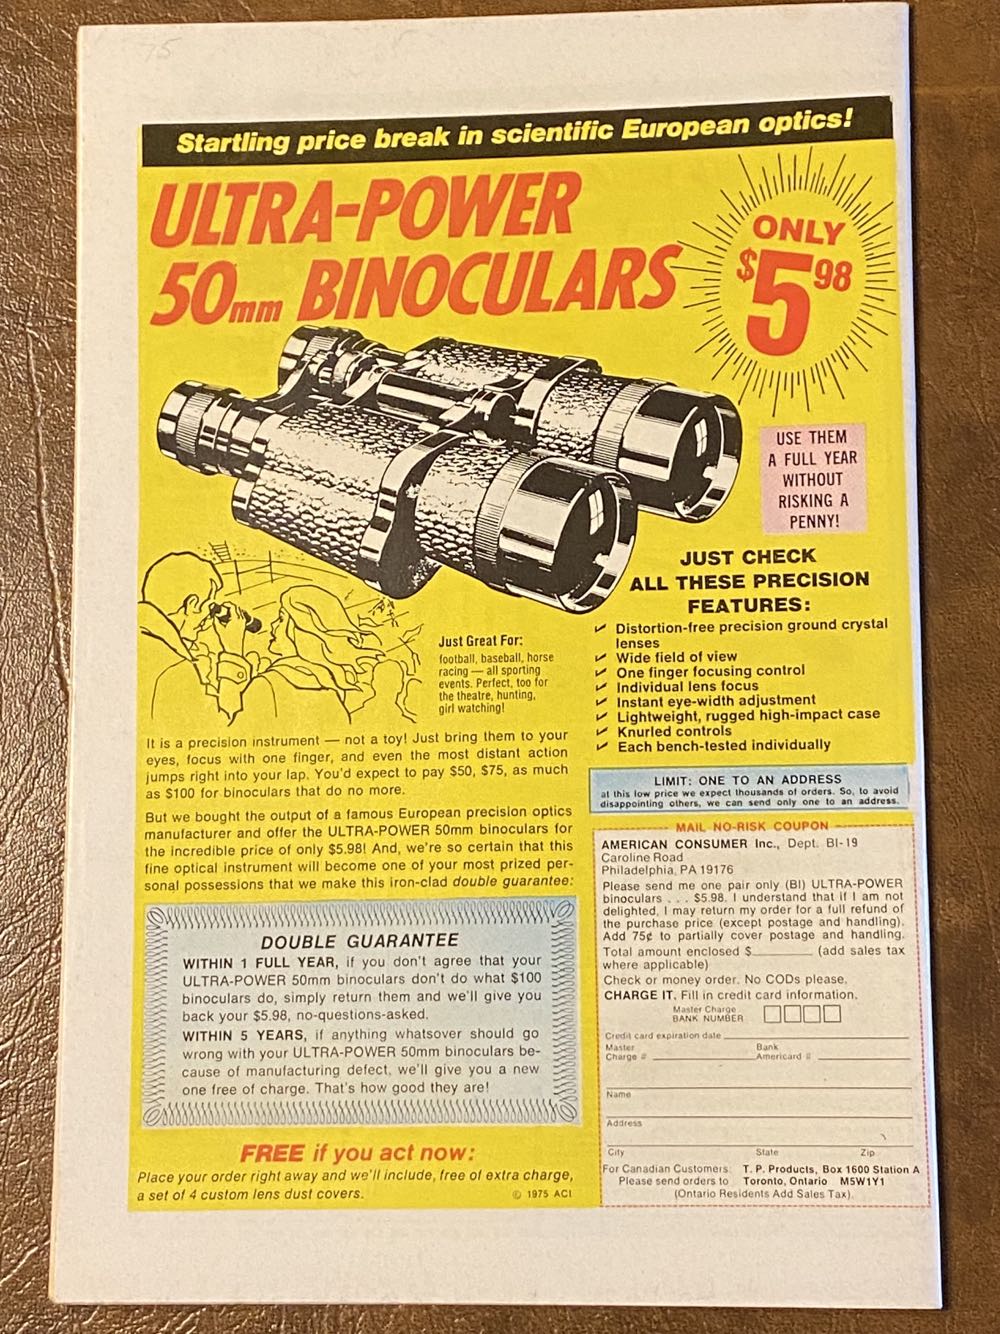 75
Startling price break in scientific European optics!
ULTRA-POWER
50mm BINOCULARS
ONLY
$5 98
USE THEM
A FULL YEAR
WITHOUT
RISKING A
PENNY!
JUST CHECK
ALL THESE PRECISION
FEATURES:
✓ Distortion-free precision ground crystal
lenses
✓ Wide field of view
✓ One finger focusing control
✓ Individual lens focus
✓ Instant eye-width adjustment
✓ Lightweight, rugged high-impact case
✓ Knurled controls
✓ Each bench-tested individually
Just Great For:
football, baseball, horse
racing — all sporting
events. Perfect, too for
the theatre, hunting,
girl watching!
It is a precision instrument — not a toy! Just bring them to your
eyes, focus with one finger, and even the most distant action
jumps right into your lap. You'd expect to pay $50, $75, as much
as $100 for binoculars that do no more.
But we bought the output of a famous European precision optics
manufacturer and offer the ULTRA-POWER 50mm binoculars for
the incredible price of only $5.98! And, we're so certain that this
fine optical instrument will become one of your most prized per-
sonal possessions that we make this iron-clad double guarantee:
DOUBLE GUARANTEE
WITHIN 1 FULL YEAR, if you don't agree that your
ULTRA-POWER 50mm binoculars don't do what $100
binoculars do, simply return them and we'll give you
back your $5.98, no-questions-asked.
WITHIN 5 YEARS, if anything whatsover should go
wrong with your ULTRA-POWER 50mm binoculars be-
cause of manufacturing defect, we'll give you a new
one free of charge. That's how good they are!
FREE if you act now:
Place your order right away and we'll include, free of extra charge,
a set of 4 custom lens dust covers.
© 1975 ACI
LIMIT: ONE TO AN ADDRESS
at this low price we expect thousands of orders. So, to avoid
disappointing others, we can send only one to an address.
MAIL NO-RISK COUPON
AMERICAN CONSUMER Inc., Dept. BI-19
Caroline Road
Philadelphia, PA 19176
Please send me one pair only (BI) ULTRA-POWER
binoculars . . . $5.98. I understand that if I am not
delighted, I may return my order for a full refund of
the purchase price (except postage and handling).
Add 75¢ to partially cover postage and handling.
Total amount enclosed $________ (add sales tax
where applicable)
Check or money order. No CODs please.
CHARGE IT. Fill in credit card information.
Master Charge
BANK NUMBER
Credit card expiration date
Master
Charge #
Bank
Americard #
Name
Address
City State Zip
For Canadian Customers: T. P. Products, Box 1600 Station A
Please send orders to Toronto, Ontario M5W1Y1
(Ontario Residents Add Sales Tax)